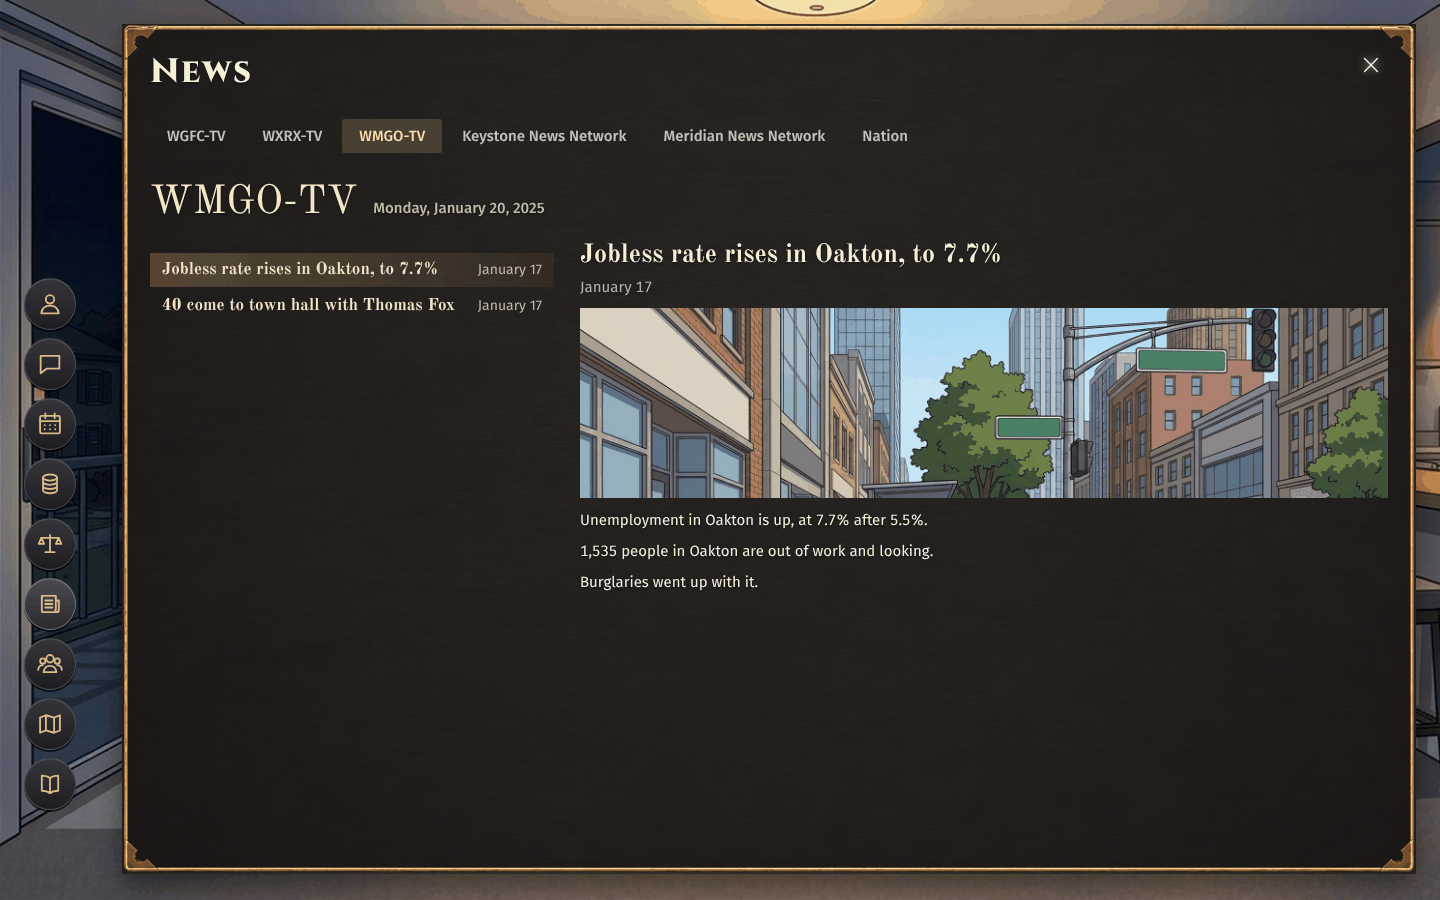 News
WGFC-TV
WXRX-TV
WMGO-TV
Keystone News Network
Meridian News Network
Nation
WMGO-TV
Monday, January 20, 2025
Jobless rate rises in Oakton, to 7.7%
January 17
40 come to town hall with Thomas Fox
January 17
Jobless rate rises in Oakton, to 7.7%
January 17
Unemployment in Oakton is up, at 7.7% after 5.5%.
1,535 people in Oakton are out of work and looking.
Burglaries went up with it.